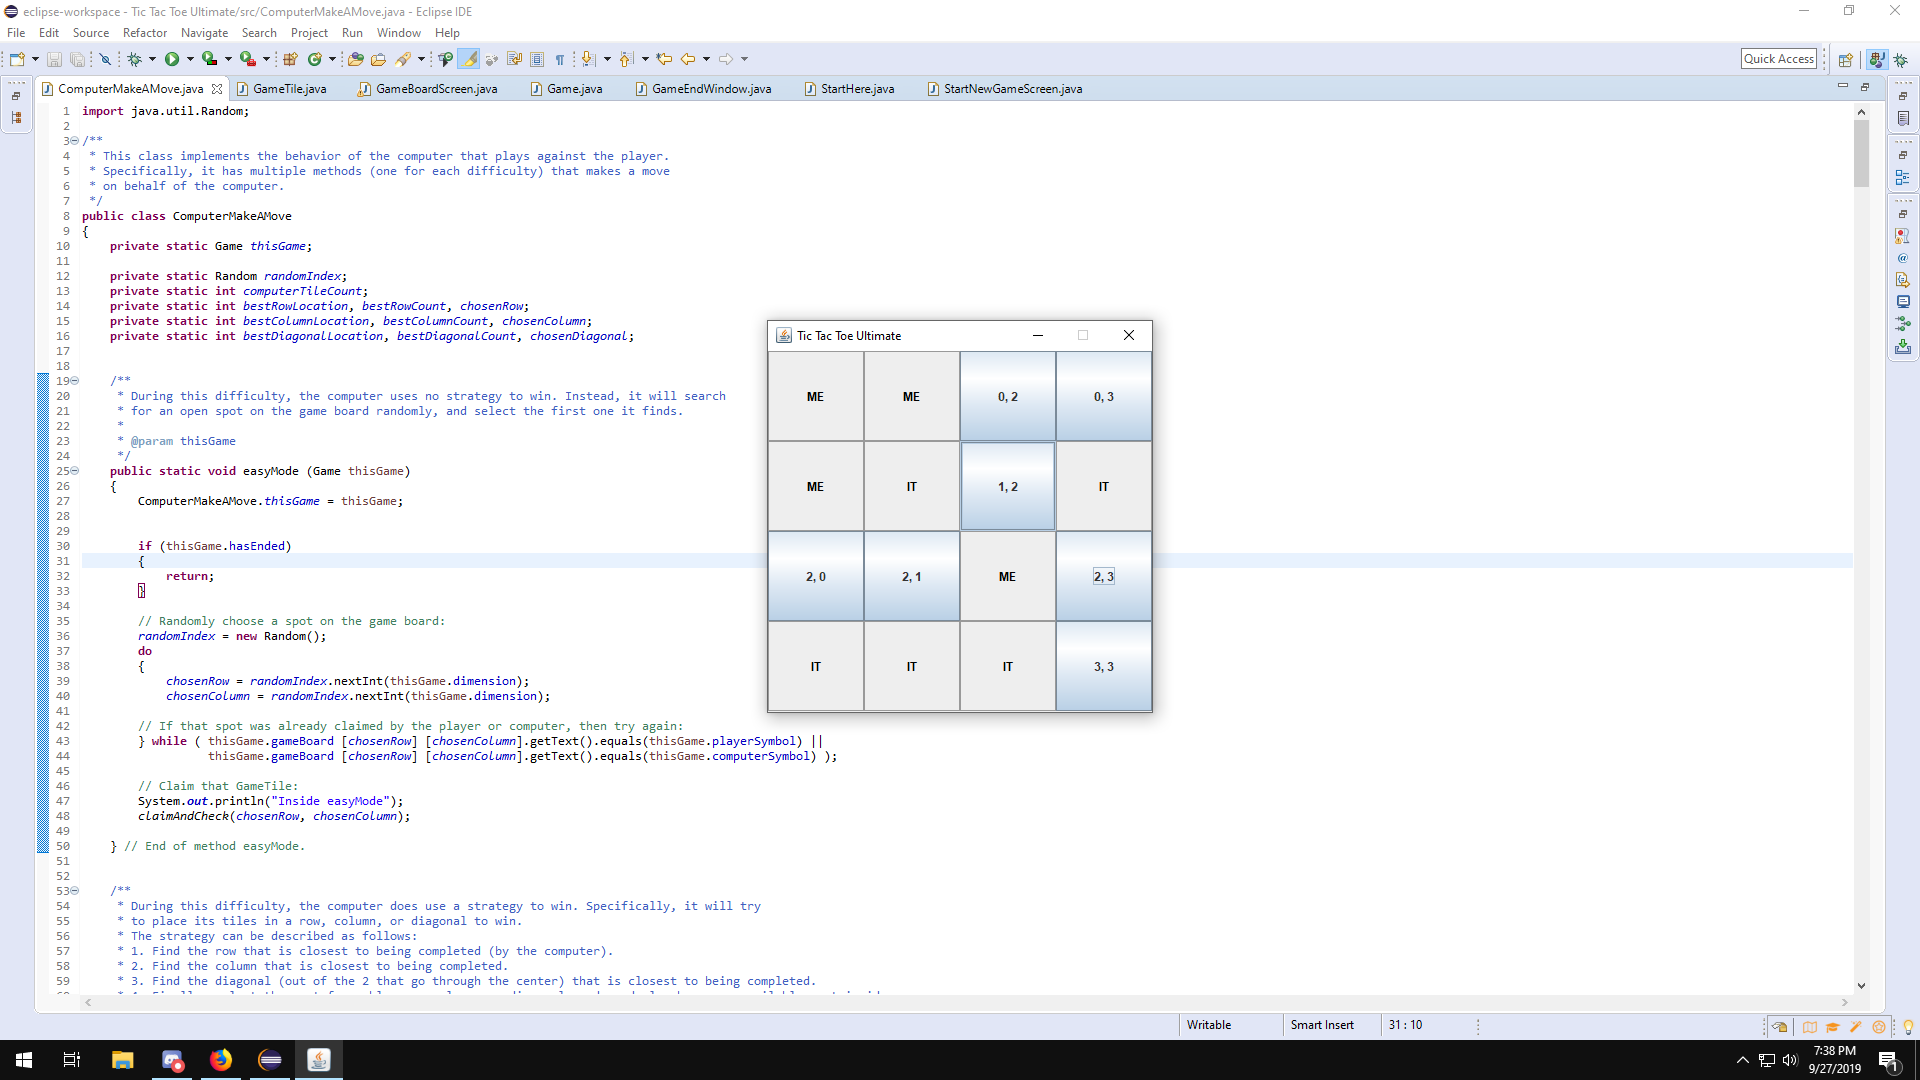 eclipse-workspace - Tic Tac Toe Ultimate/src/ComputerMakeAMove.java - Eclipse IDE
File Edit Source Refactor Navigate Search Project Run Window Help
Quick Access
ComputerMakeAMove.java GameTile.java GameBoardScreen.java Game.java GameEndWindow.java StartHere.java StartNewGameScreen.java
1 import java.util.Random;
2
3 /**
4 * This class implements the behavior of the computer that plays against the player.
5 * Specifically, it has multiple methods (one for each difficulty) that makes a move
6 * on behalf of the computer.
7 */
8 public class ComputerMakeAMove
9 {
10 private static Game thisGame;
11
12 private static Random randomIndex;
13 private static int computerTileCount;
14 private static int bestRowLocation, bestRowCount, chosenRow;
15 private static int bestColumnLocation, bestColumnCount, chosenColumn;
16 private static int bestDiagonalLocation, bestDiagonalCount, chosenDiagonal;
17
18
19 /**
20 * During this difficulty, the computer uses no strategy to win. Instead, it will search
21 * for an open spot on the game board randomly, and select the first one it finds.
22 *
23 * @param thisGame
24 */
25 public static void easyMode (Game thisGame)
26 {
27 ComputerMakeAMove.thisGame = thisGame;
28
29
30 if (thisGame.hasEnded)
31 {
32 return;
33 }
34
35 // Randomly choose a spot on the game board:
36 randomIndex = new Random();
37 do
38 {
39 chosenRow = randomIndex.nextInt(thisGame.dimension);
40 chosenColumn = randomIndex.nextInt(thisGame.dimension);
41
42 // If that spot was already claimed by the player or computer, then try again:
43 } while ( thisGame.gameBoard [chosenRow] [chosenColumn].getText().equals(thisGame.playerSymbol) ||
44 thisGame.gameBoard [chosenRow] [chosenColumn].getText().equals(thisGame.computerSymbol) );
45
46 // Claim that GameTile:
47 System.out.println("Inside easyMode");
48 claimAndCheck(chosenRow, chosenColumn);
49
50 } // End of method easyMode.
51
52
53 /**
54 * During this difficulty, the computer does use a strategy to win. Specifically, it will try
55 * to place its tiles in a row, column, or diagonal to win.
56 * The strategy can be described as follows:
57 * 1. Find the row that is closest to being completed (by the computer).
58 * 2. Find the column that is closest to being completed.
59 * 3. Find the diagonal (out of the 2 that go through the center) that is closest to being completed.
Tic Tac Toe Ultimate
ME ME 0, 2 0, 3
ME IT 1, 2 IT
2, 0 2, 1 ME 2, 3
IT IT IT 3, 3
Writable Smart Insert 31 : 10
7:38 PM
9/27/2019
1